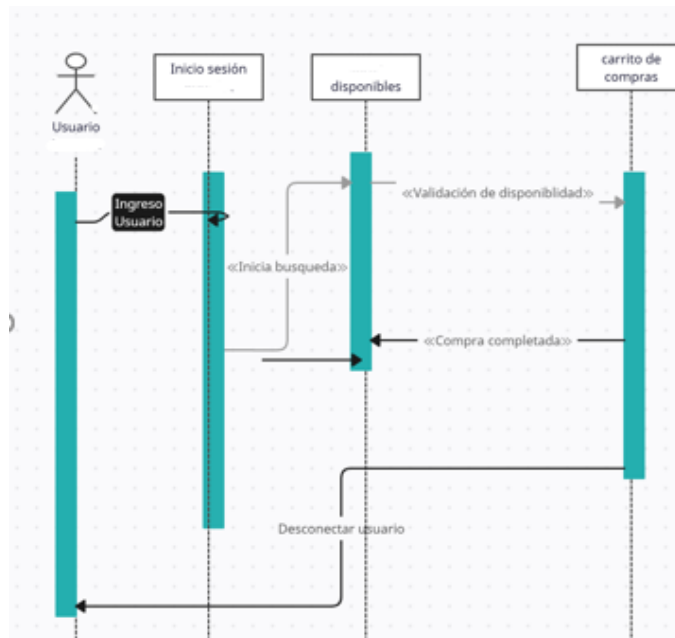 Inicio sesión
disponibles
carrito de
compras
Usuario
Ingreso
Usuario
«Validación de disponiblidad»
«Inicia busqueda»
«Compra completada»
Desconectar usuario